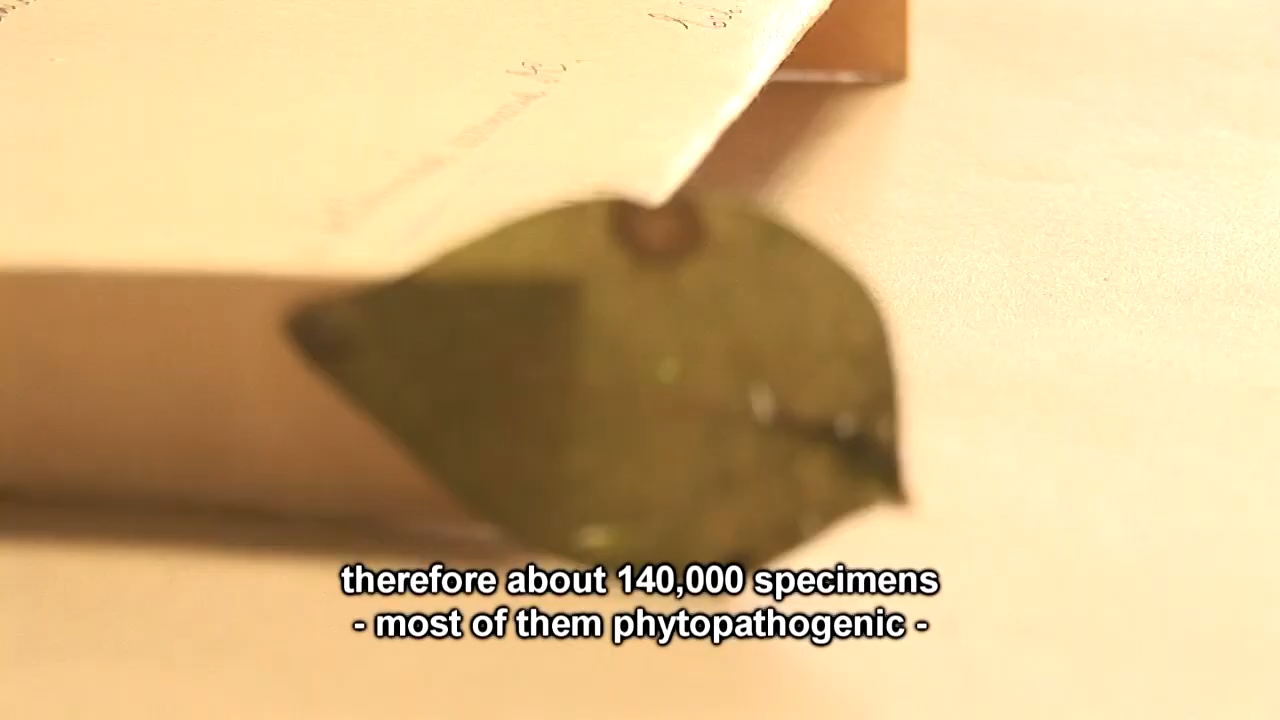 therefore about 140,000 specimens
- most of them phytopathogenic -